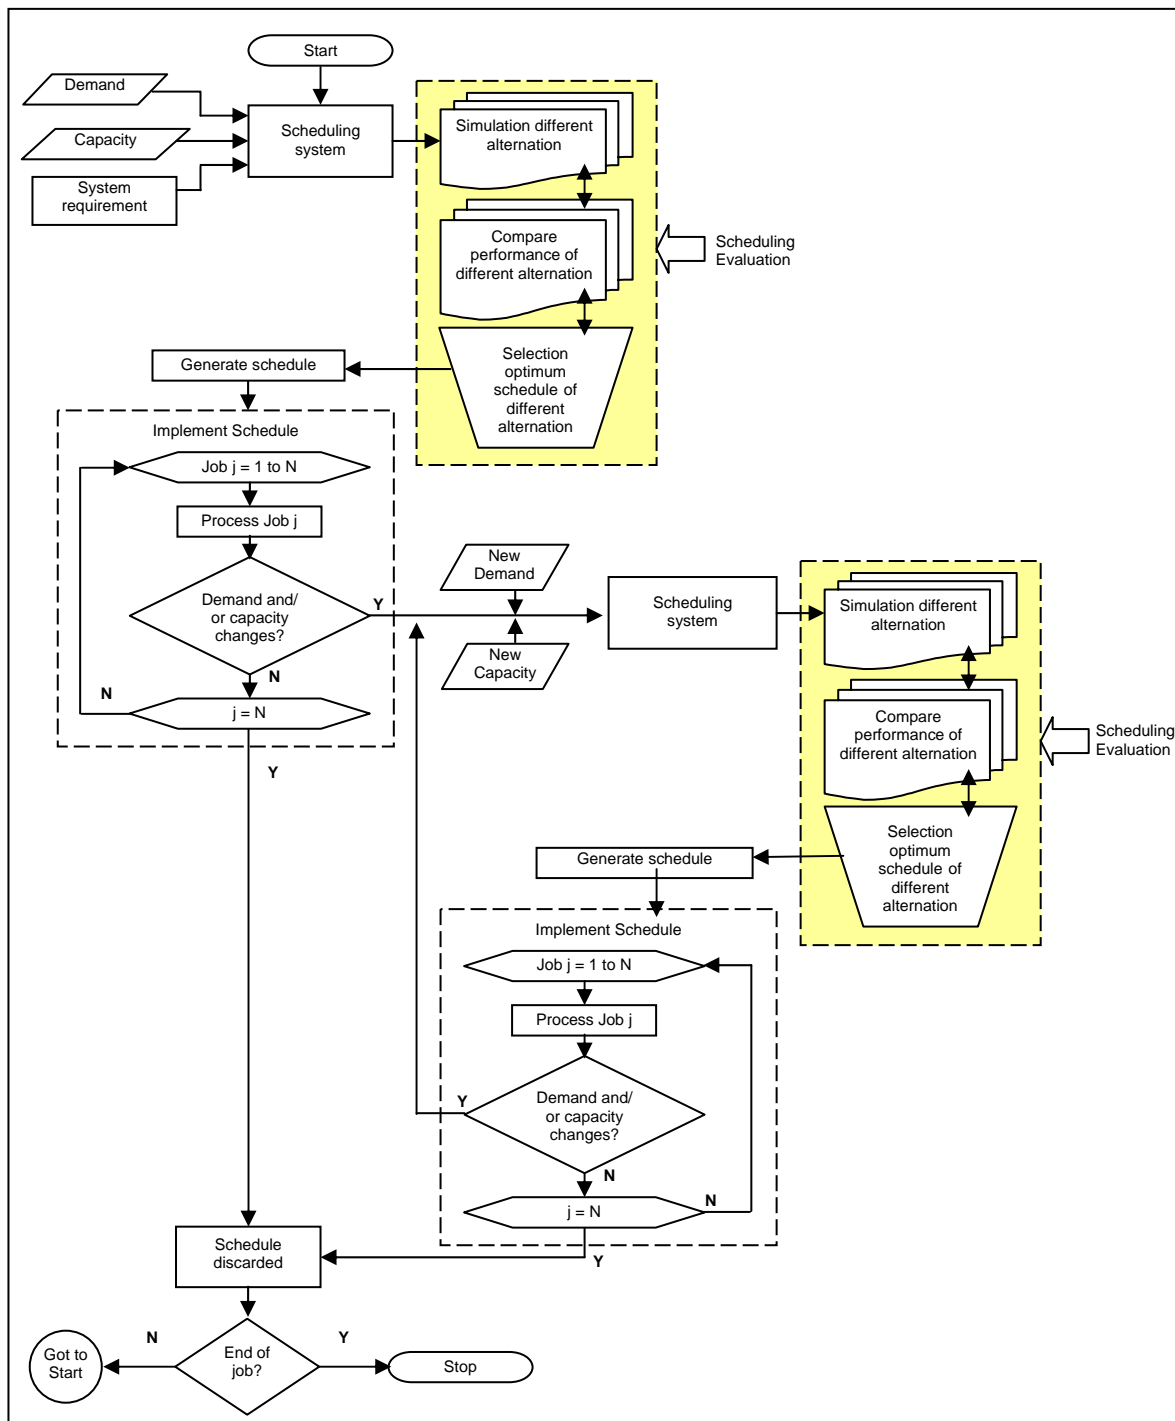 Start
Demand
Capacity
System
requirement
Scheduling
system
Simulation different
alternation
Compare
performance of
different alternation
Scheduling
Evaluation
Selection
optimum
schedule of
different
alternation
Generate schedule
Implement Schedule
Job j = 1 to N
Process Job j
Demand and/
or capacity
changes?
Y
N
N
j = N
Y
New
Demand
New
Capacity
Scheduling
system
Simulation different
alternation
Compare
performance of
different alternation
Scheduling
Evaluation
Selection
optimum
schedule of
different
alternation
Generate schedule
Implement Schedule
Job j = 1 to N
Process Job j
Demand and/
or capacity
changes?
Y
N
N
j = N
Y
Schedule
discarded
End of
job?
N
Y
Got to
Start
Stop